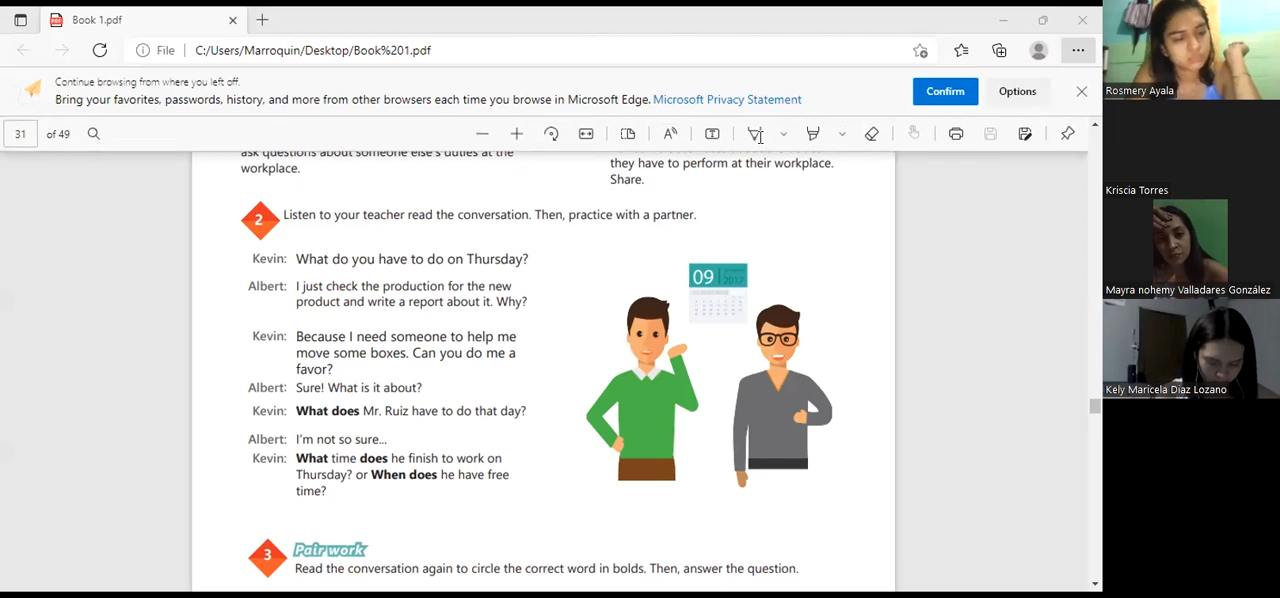 Book 1.pdf
File
C:/Users/Marroquin/Desktop/Book%201.pdf
Continue browsing from where you left off.
Bring your favorites, passwords, history, and more from other browsers each time you browse in Microsoft Edge. Microsoft Privacy Statement
Confirm
Options
31 of 49
ask questions about someone else's duties at the
workplace.
they have to perform at their workplace.
Share.
2 Listen to your teacher read the conversation. Then, practice with a partner.
Kevin: What do you have to do on Thursday?
Albert: I just check the production for the new
product and write a report about it. Why?
Kevin: Because I need someone to help me
move some boxes. Can you do me a
favor?
Albert: Sure! What is it about?
Kevin: What does Mr. Ruiz have to do that day?
Albert: I'm not so sure...
Kevin: What time does he finish to work on
Thursday? or When does he have free
time?
09
2017
3 Pair work
Read the conversation again to circle the correct word in bolds. Then, answer the question.
Rosmery Ayala
Kriscia Torres
Mayra nohemy Valladares González
Kely Maricela Diaz Lozano